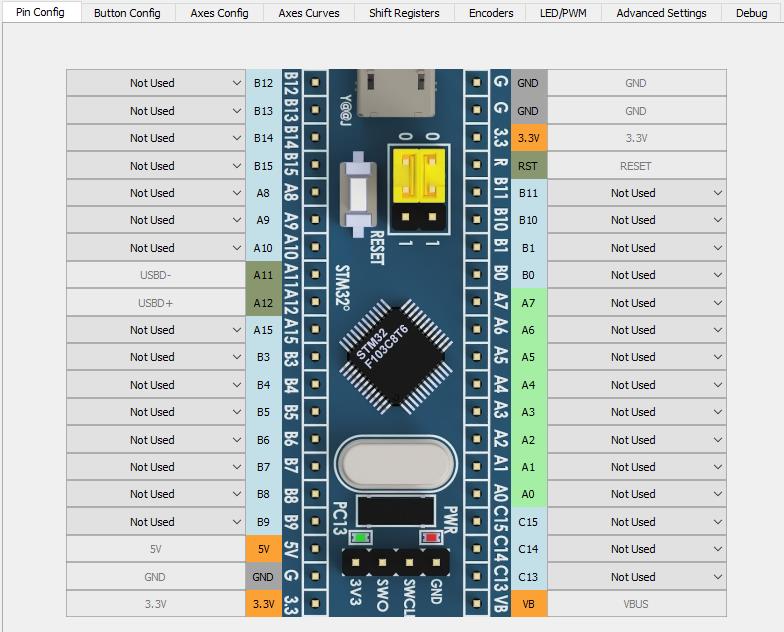 Pin Config Button Config Axes Config Axes Curves Shift Registers Encoders LED/PWM Advanced Settings Debug
Not Used B12 B12 G GND GND
Not Used B13 B13 G GND GND
Not Used B14 B14 3.3 3.3V 3.3V
Not Used B15 B15 R RST RESET
Not Used A8 A8 B11 B11 Not Used
Not Used A9 A9 B10 B10 Not Used
Not Used A10 A10 B1 B1 Not Used
USBD- A11 A11 B0 B0 Not Used
USBD+ A12 A12 A7 A7 Not Used
Not Used A15 A15 A6 A6 Not Used
Not Used B3 B3 A5 A5 Not Used
Not Used B4 B4 A4 A4 Not Used
Not Used B5 B5 A3 A3 Not Used
Not Used B6 B6 A2 A2 Not Used
Not Used B7 B7 A1 A1 Not Used
Not Used B8 B8 A0 A0 Not Used
Not Used B9 B9 C15 C15 Not Used
5V 5V 5V C14 C14 Not Used
GND GND G C13 C13 Not Used
3.3V 3.3V 3.3 VB VB VBUS
Y@@J
0 0
1 1
RESET
STM32°
STM32
F103C8T6
PC13
PWR
3V3 SWO SWCL GND